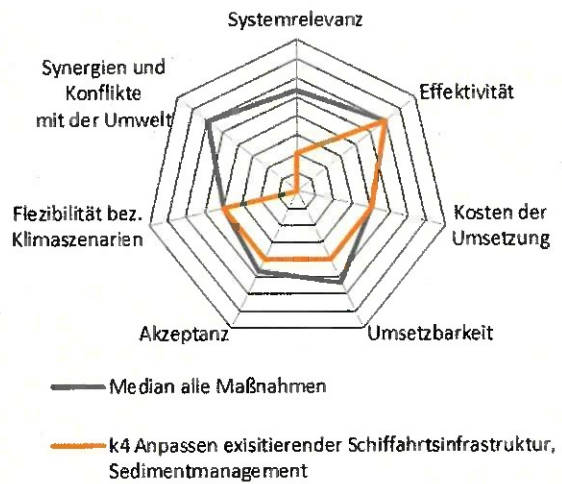 Systemrelevanz
Synergien und
Konflikte
mit der Umwelt
Effektivität
Flexibilität bez.
Klimaszenarien
Kosten der
Umsetzung
Akzeptanz
Umsetzbarkeit
Median alle Maßnahmen
k4 Anpassen exisitierender Schiffahrtsinfrastruktur,
Sedimentmanagement